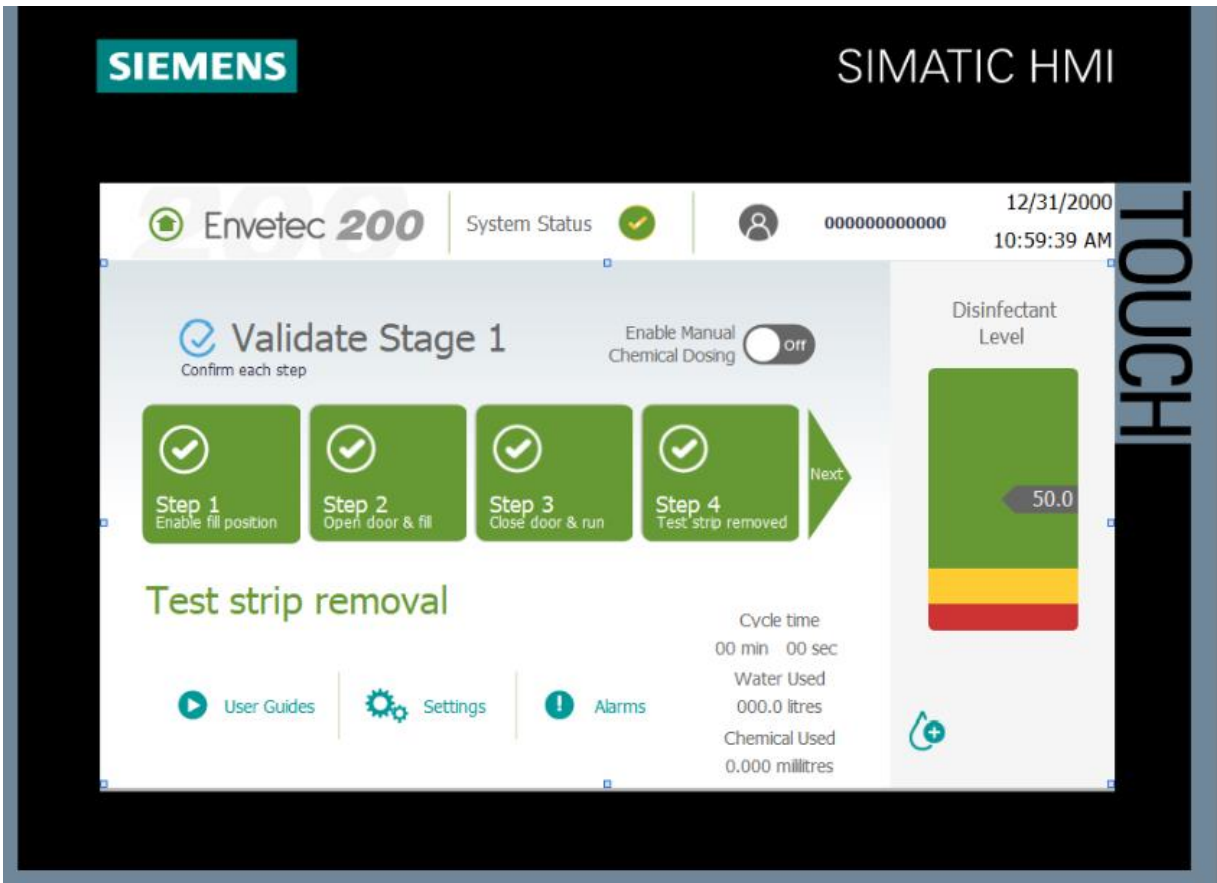 SIEMENS
SIMATIC HMI
TOUCH
Envetec 200
System Status
000000000000
12/31/2000
10:59:39 AM
Validate Stage 1
Confirm each step
Enable Manual
Chemical Dosing
Off
Disinfectant
Level
Step 1
Enable fill position
Step 2
Open door & fill
Step 3
Close door & run
Step 4
Test strip removed
Next
50.0
Test strip removal
Cycle time
00 min 00 sec
Water Used
000.0 litres
Chemical Used
0.000 millitres
User Guides
Settings
Alarms
200